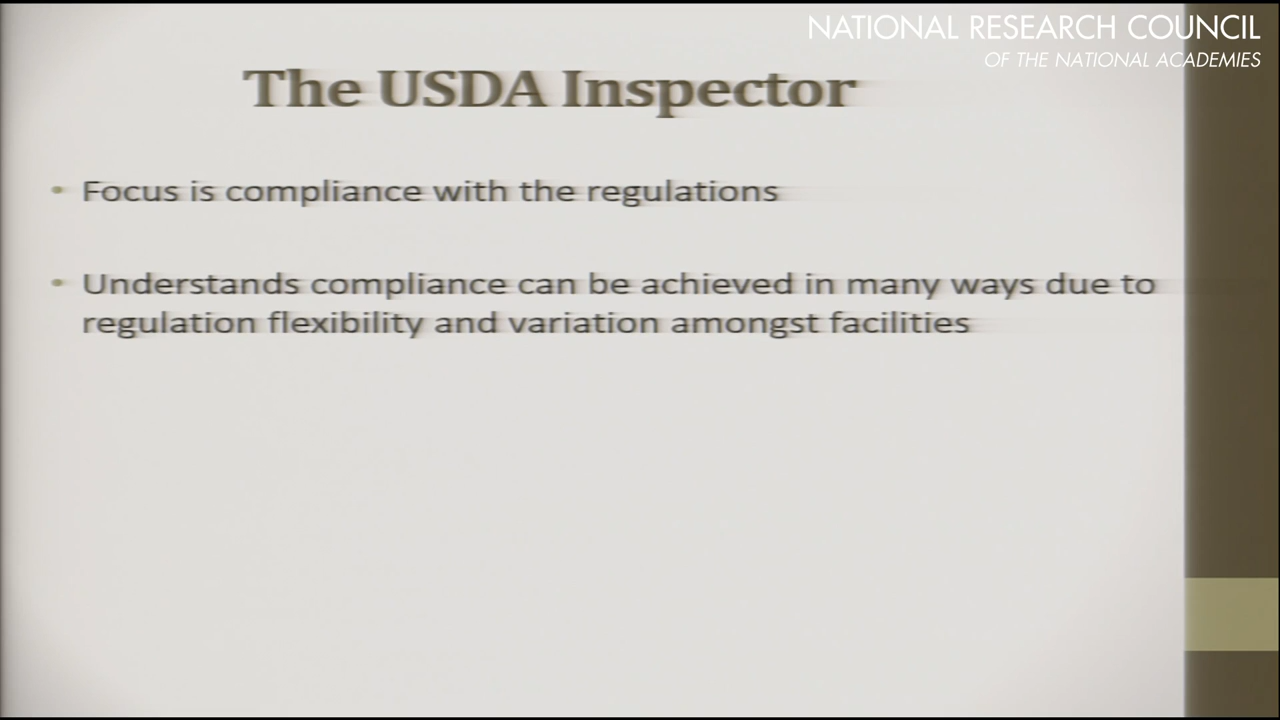 NATIONAL RESEARCH COUNCIL
OF THE NATIONAL ACADEMIES
The USDA Inspector
• Focus is compliance with the regulations
• Understands compliance can be achieved in many ways due to
regulation flexibility and variation amongst facilities